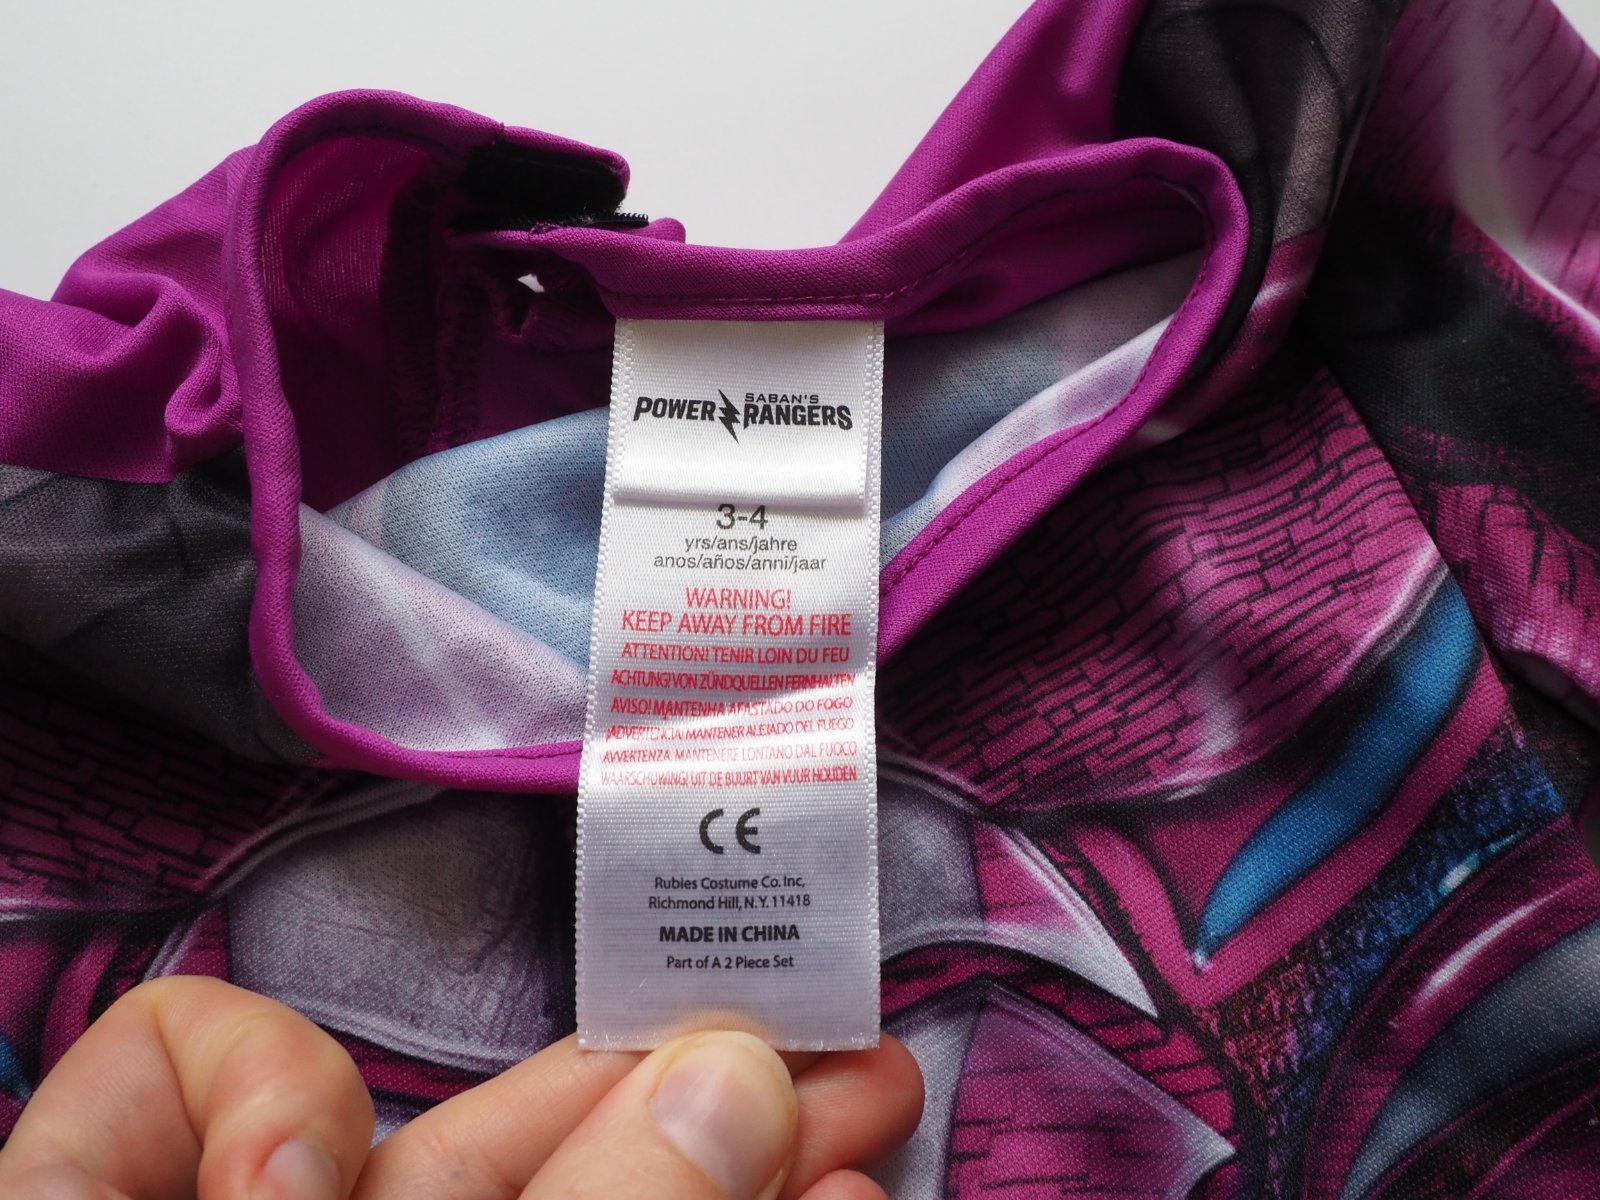 SABAN'S
POWER RANGERS
3-4
yrs/ans/jahre
anos/años/anni/jaar
WARNING!
KEEP AWAY FROM FIRE
ATTENTION! TENIR LOIN DU FEU
ACHTUNG! VON ZÜNDQUELLEN FERNHALTEN
AVISO! MANTENHA AFASTADO DO FOGO
¡ADVERTENCIA! MANTENER ALEJADO DEL FUEGO
AVVERTENZA. MANTENERE LONTANO DAL FUOCO
WAARSCHUWING! UIT DE BUURT VAN VUUR HOUDEN
CE
Rubies Costume Co. Inc,
Richmond Hill, N.Y. 11418
MADE IN CHINA
Part of A 2 Piece Set